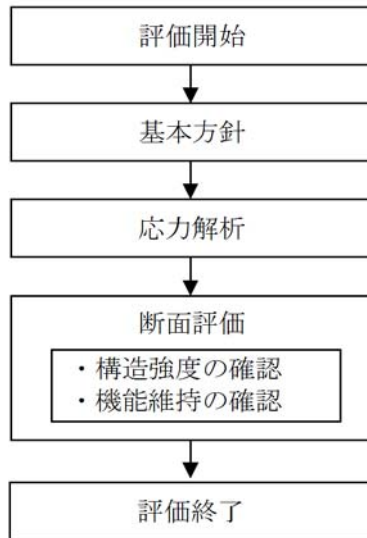 評価開始
基本方針
応力解析
断面評価
・構造強度の確認
・機能維持の確認
評価終了